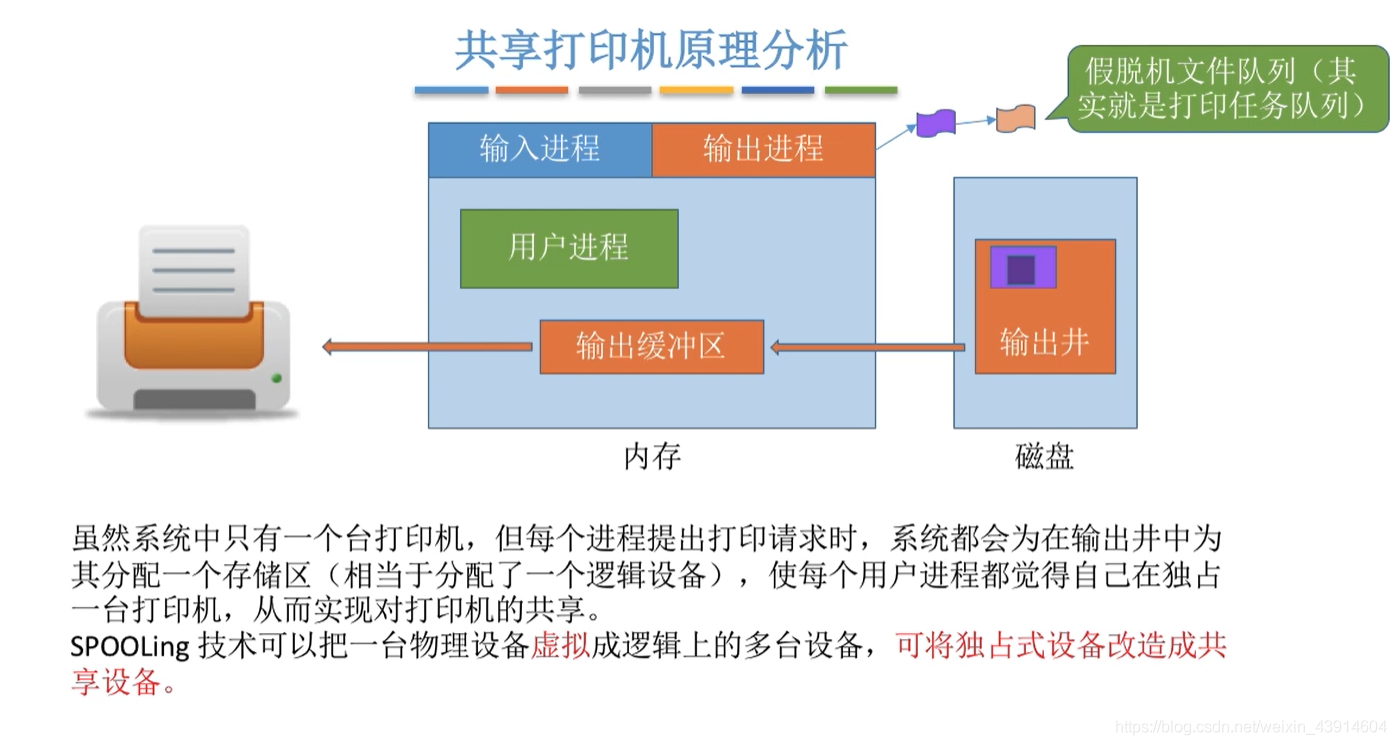 共享打印机原理分析
假脱机文件队列（其
实就是打印任务队列）
输入进程
输出进程
用户进程
输出缓冲区
输出井
内存
磁盘
虽然系统中只有一个台打印机，但每个进程提出打印请求时，系统都会为在输出井中为
其分配一个存储区（相当于分配了一个逻辑设备），使每个用户进程都觉得自己在独占
一台打印机，从而实现对打印机的共享。
SPOOLing 技术可以把一台物理设备虚拟成逻辑上的多台设备，可将独占式设备改造成共
享设备。
https://blog.csdn.net/weixin_43914604